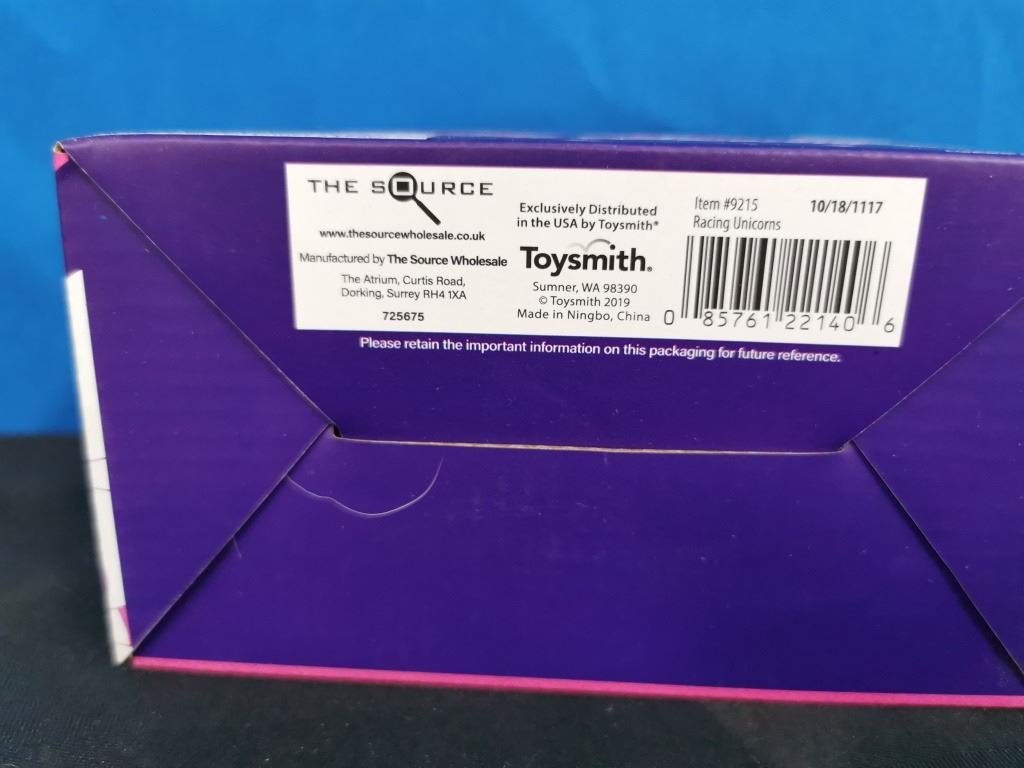 THE SOURCE
www.thesourcewholesale.co.uk
Manufactured by The Source Wholesale
The Atrium, Curtis Road,
Dorking, Surrey RH4 1XA
725675
Exclusively Distributed
in the USA by Toysmith®
Toysmith®
Sumner, WA 98390
© Toysmith 2019
Made in Ningbo, China
Item #9215 10/18/1117
Racing Unicorns
0 85761 22140 6
Please retain the important information on this packaging for future reference.